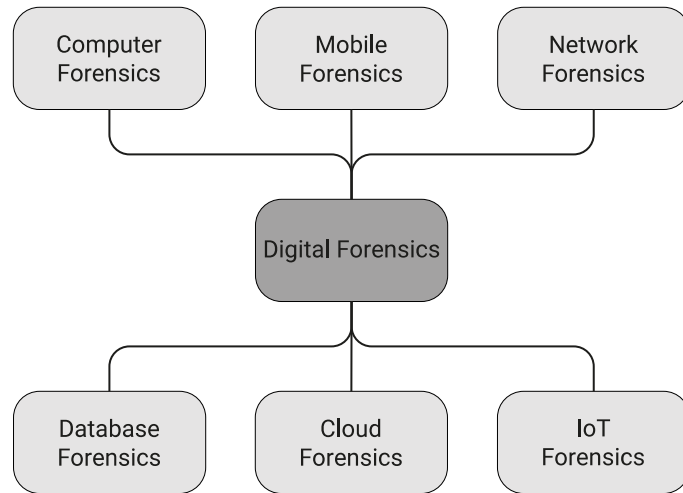 Computer
Forensics
Mobile
Forensics
Network
Forensics
Digital Forensics
Database
Forensics
Cloud
Forensics
IoT
Forensics